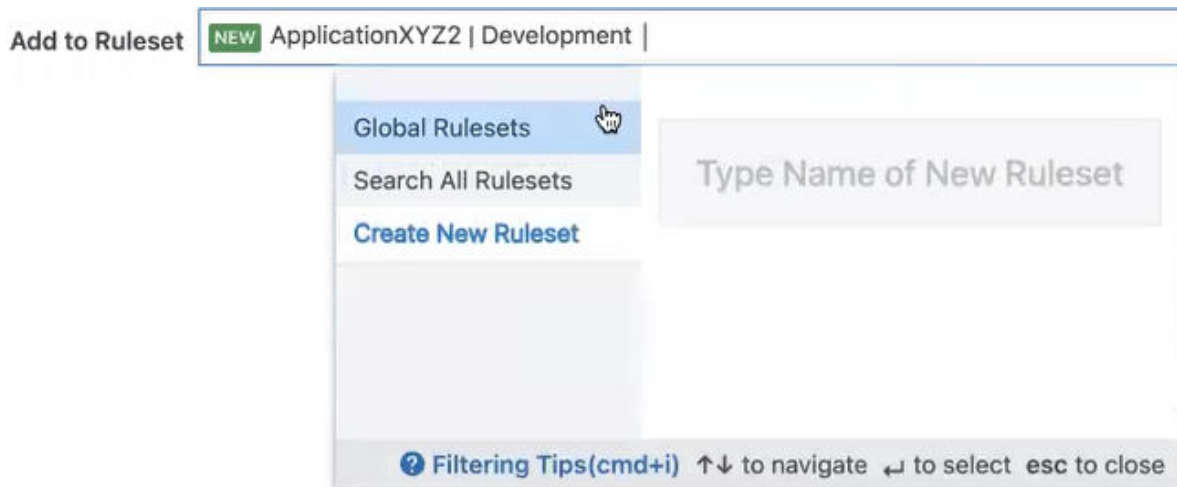 Add to Ruleset NEW ApplicationXYZ2 | Development |
Global Rulesets
Search All Rulesets
Type Name of New Ruleset
Create New Ruleset
? Filtering Tips(cmd+i) ↑↓ to navigate ↵ to select esc to close